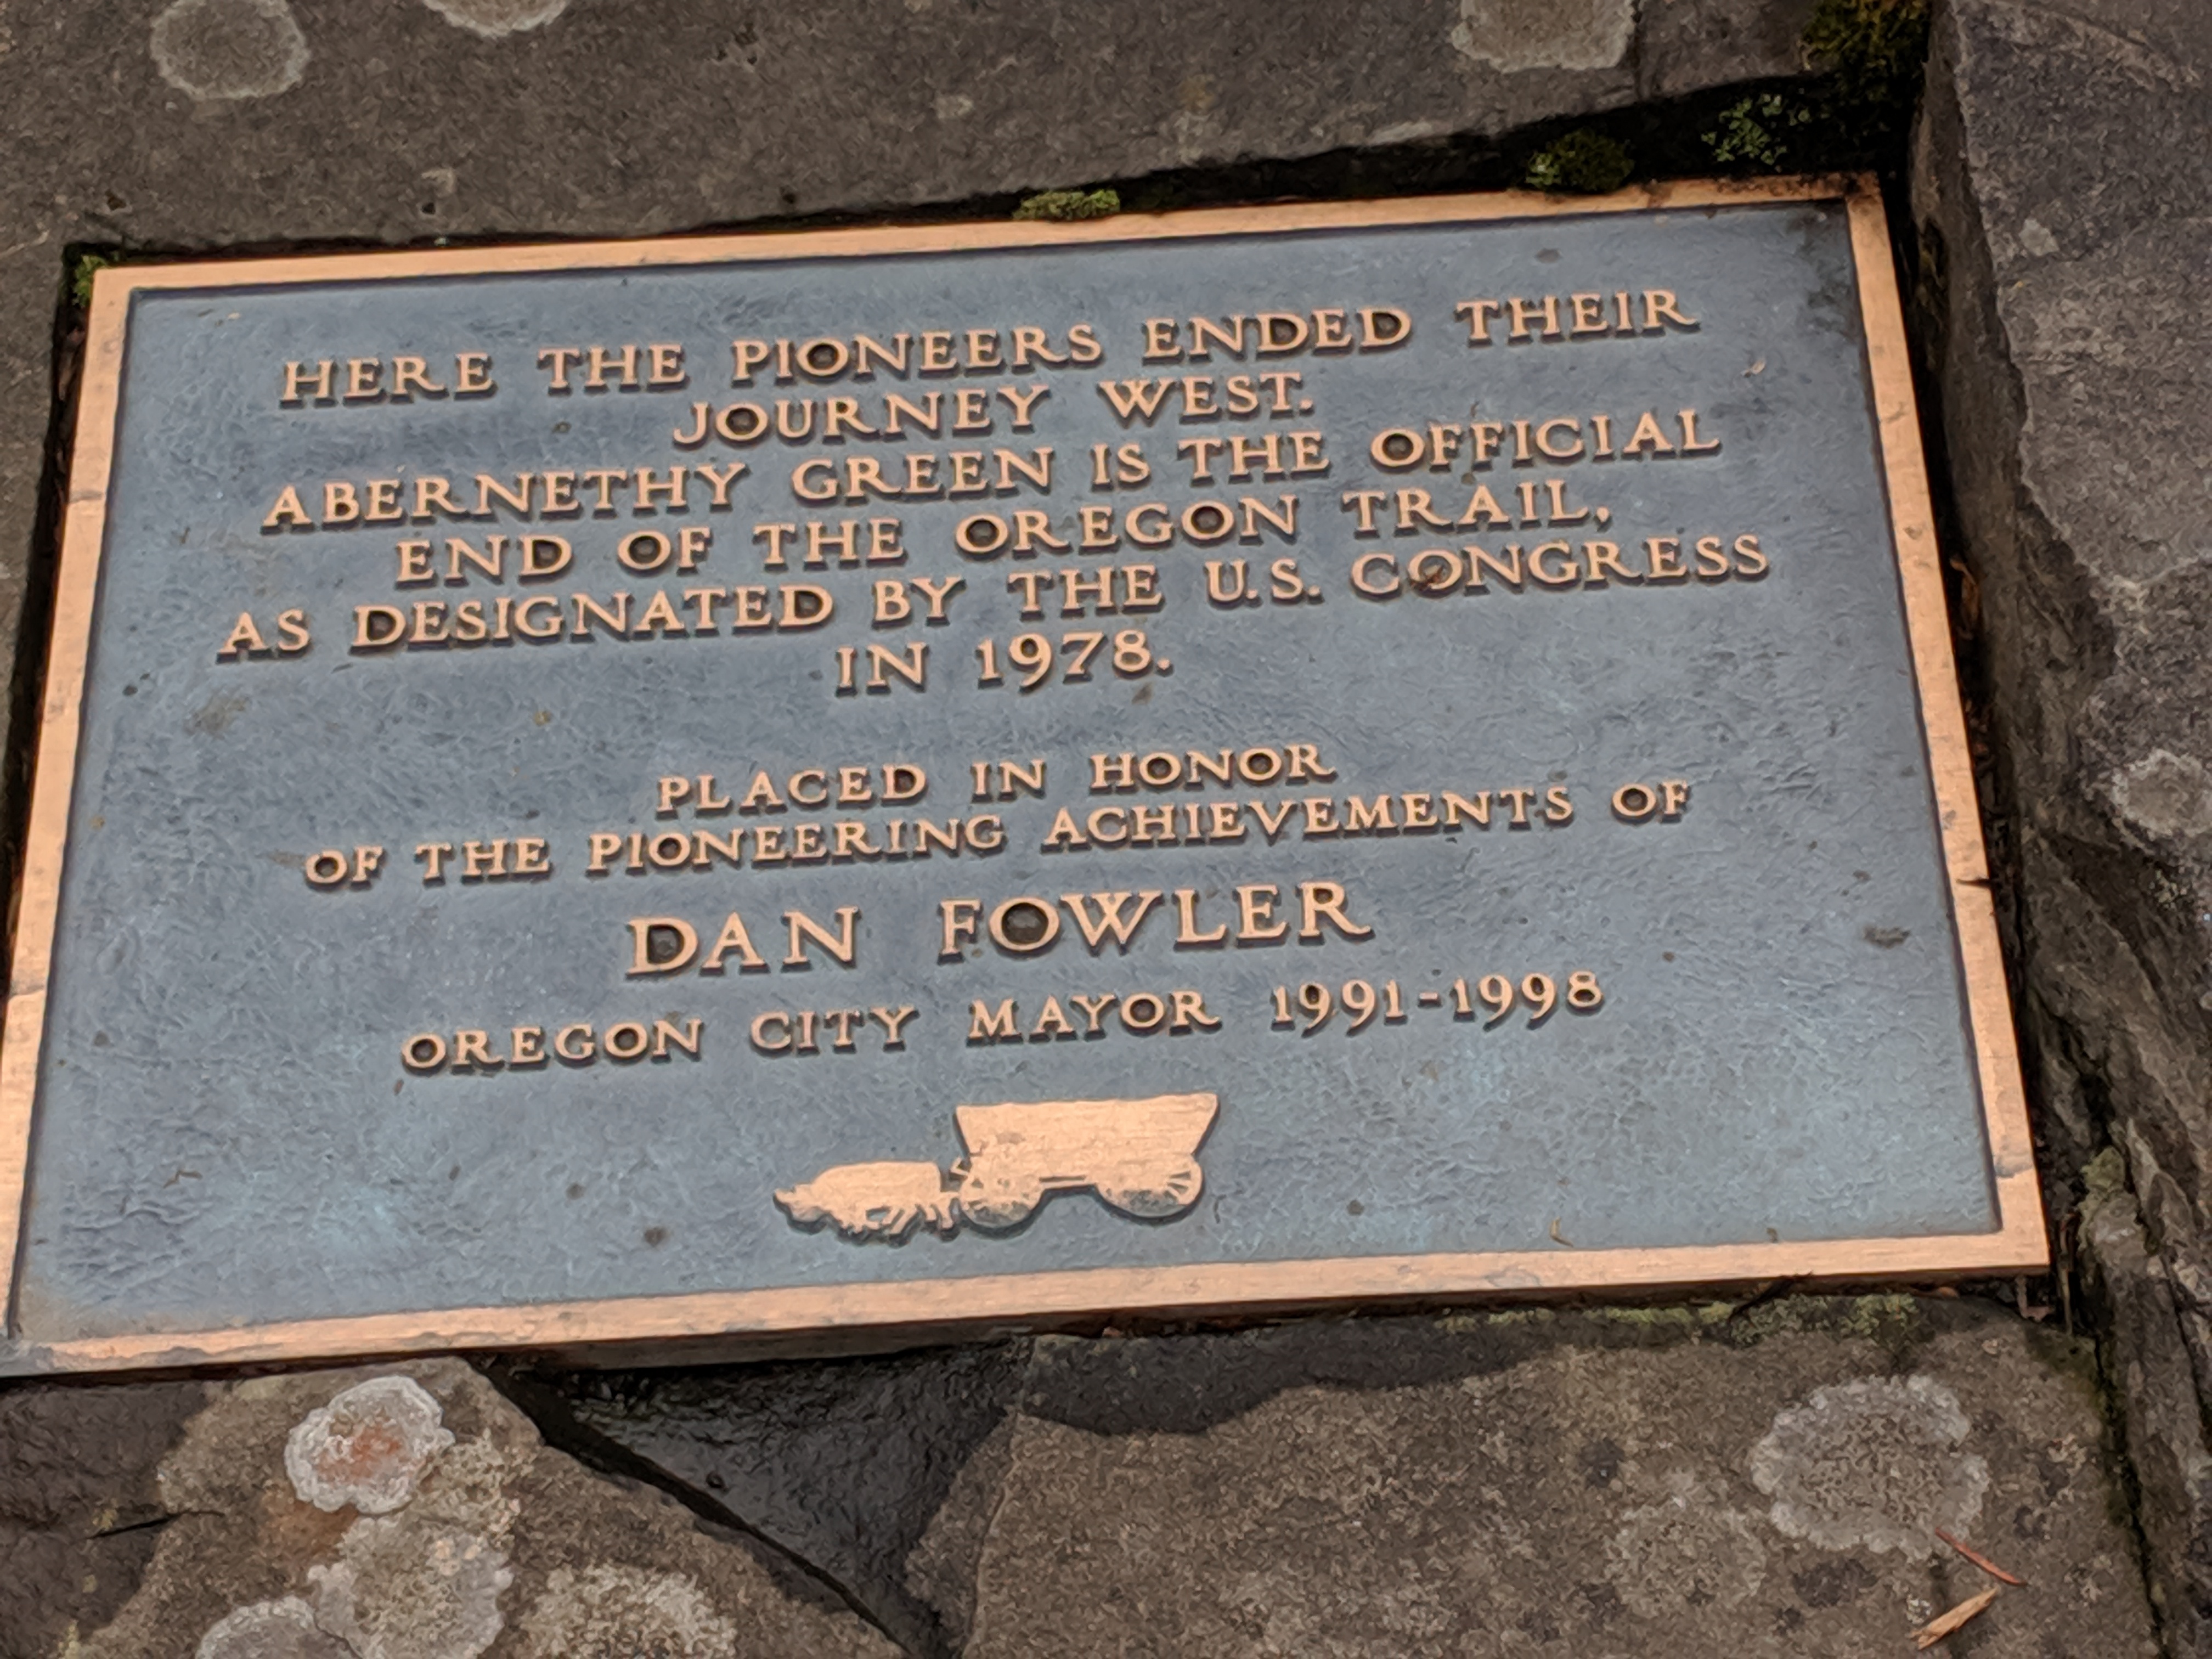 HERE THE PIONEERS ENDED THEIR
JOURNEY WEST.
ABERNETHY GREEN IS THE OFFICIAL
END OF THE OREGON TRAIL,
AS DESIGNATED BY THE U.S. CONGRESS
IN 1978.
PLACED IN HONOR
OF THE PIONEERING ACHIEVEMENTS OF
DAN FOWLER
OREGON CITY MAYOR 1991-1998